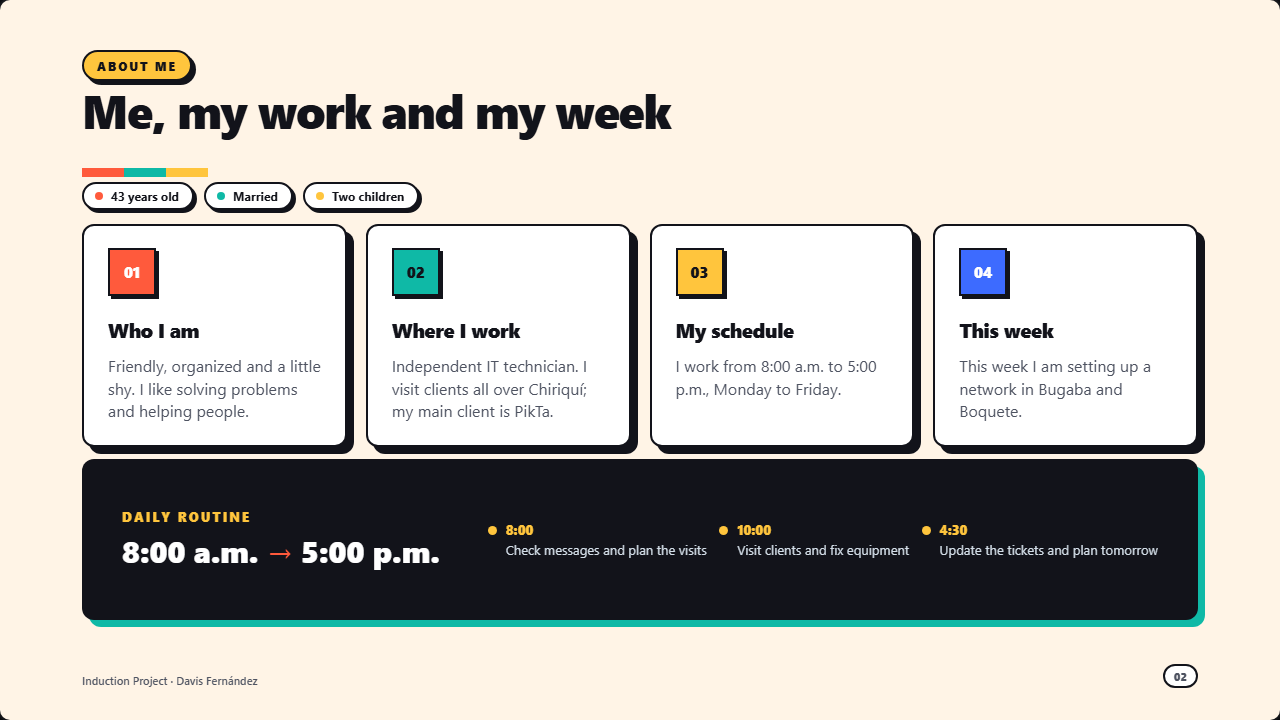 ABOUT ME
Me, my work and my week
43 years old
Married
Two children
01
Who I am
Friendly, organized and a little
shy. I like solving problems
and helping people.
02
Where I work
Independent IT technician. I
visit clients all over Chiriquí;
my main client is PikTa.
03
My schedule
I work from 8:00 a.m. to 5:00
p.m., Monday to Friday.
04
This week
This week I am setting up a
network in Bugaba and
Boquete.
DAILY ROUTINE
8:00 a.m. → 5:00 p.m.
8:00
Check messages and plan the visits
10:00
Visit clients and fix equipment
4:30
Update the tickets and plan tomorrow
Induction Project · Davis Fernández
02